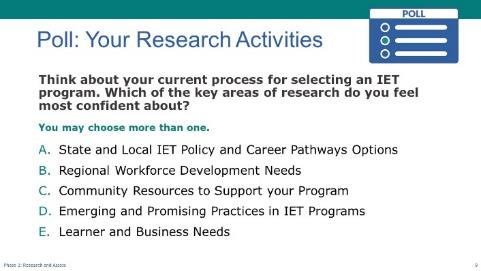 POLL
Poll: Your Research Activities
Think about your current process for selecting an IET
program. Which of the key areas of research do you feel
most confident about?
You may choose more than one.
A. State and Local IET Policy and Career Pathways Options
B. Regional Workforce Development Needs
C. Community Resources to Support your Program
D. Emerging and Promising Practices in IET Programs
E. Learner and Business Needs
Phase 2: Research and Assess
9